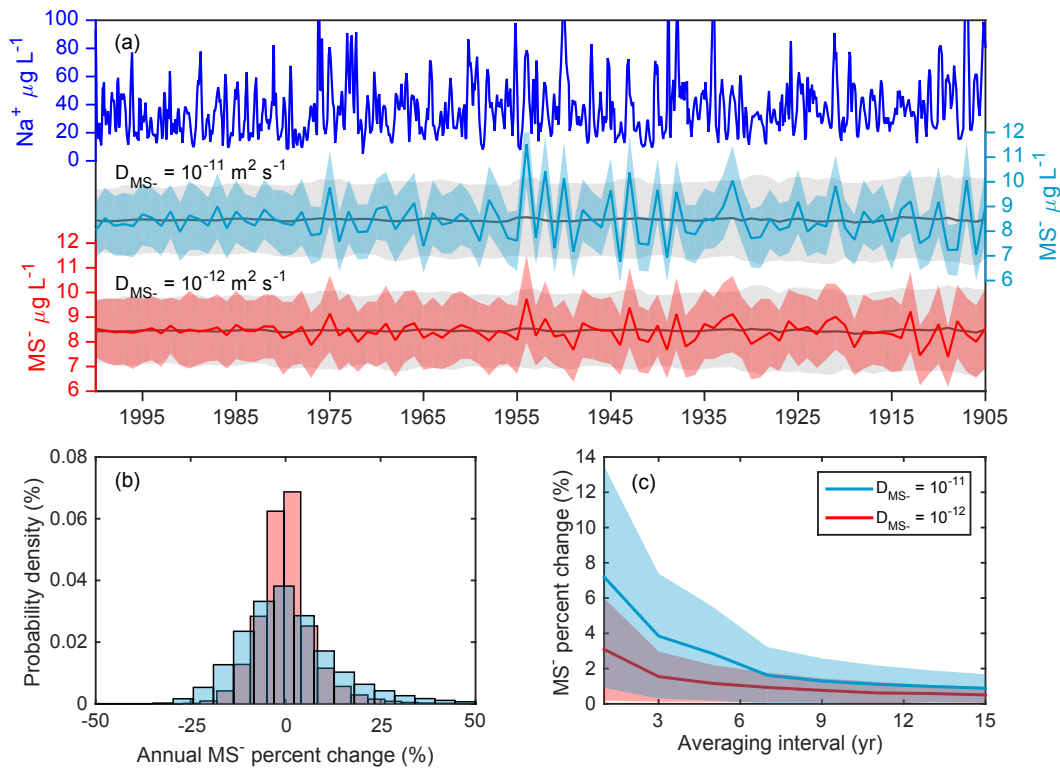 (a)
Na⁺ µg L⁻¹
100
80
60
40
20
0
D_MS- = 10⁻¹¹ m² s⁻¹
MS⁻ µg L⁻¹
12
11
10
9
8
7
6
D_MS- = 10⁻¹² m² s⁻¹
MS⁻ µg L⁻¹
12
11
10
9
8
7
6
1995 1985 1975 1965 1955 1945 1935 1925 1915 1905
(b)
Probability density (%)
0.08
0.06
0.04
0.02
0
-50 -25 0 25 50
Annual MS⁻ percent change (%)
(c)
MS⁻ percent change (%)
14
12
10
8
6
4
2
0
D_MS- = 10⁻¹¹
D_MS- = 10⁻¹²
3 6 9 12 15
Averaging interval (yr)